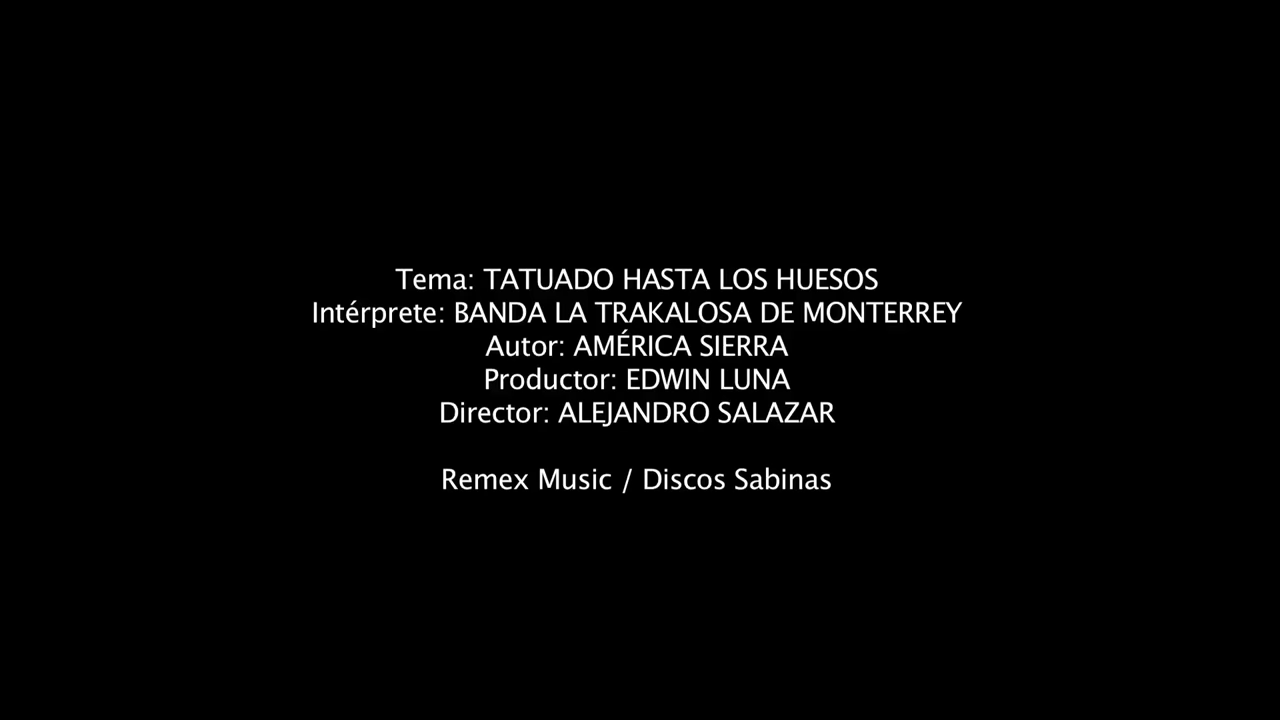 Tema: TATUADO HASTA LOS HUESOS
Intérprete: BANDA LA TRAKALOSA DE MONTERREY
Autor: AMÉRICA SIERRA
Productor: EDWIN LUNA
Director: ALEJANDRO SALAZAR
Remex Music / Discos Sabinas